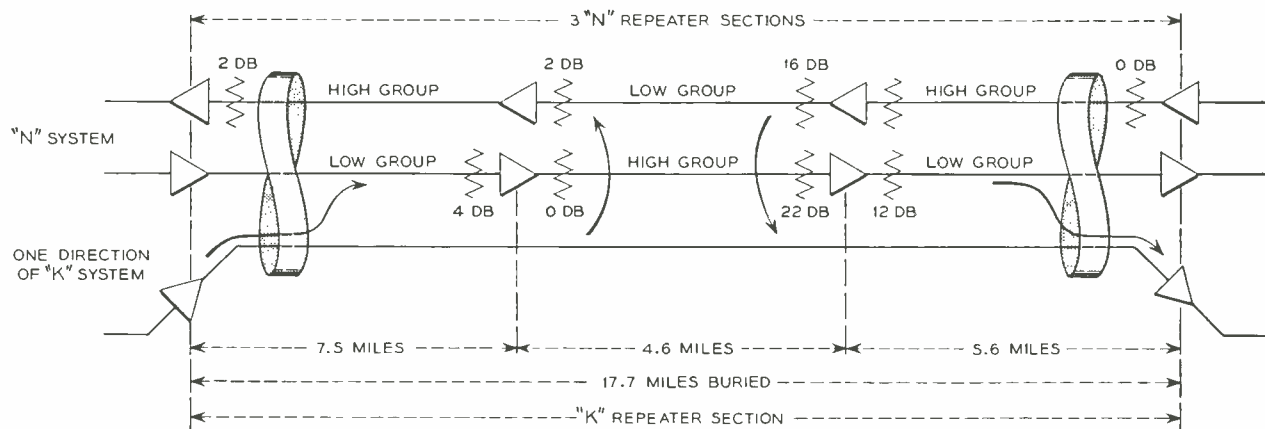 3 "N" REPEATER SECTIONS
2 DB
2 DB
16 DB
0 DB
HIGH GROUP
LOW GROUP
HIGH GROUP
12 DB
"N" SYSTEM
LOW GROUP
HIGH GROUP
LOW GROUP
4 DB
0 DB
22 DB
12 DB
ONE DIRECTION
OF "K" SYSTEM
7.5 MILES
4.6 MILES
5.6 MILES
17.7 MILES BURIED
"K" REPEATER SECTION